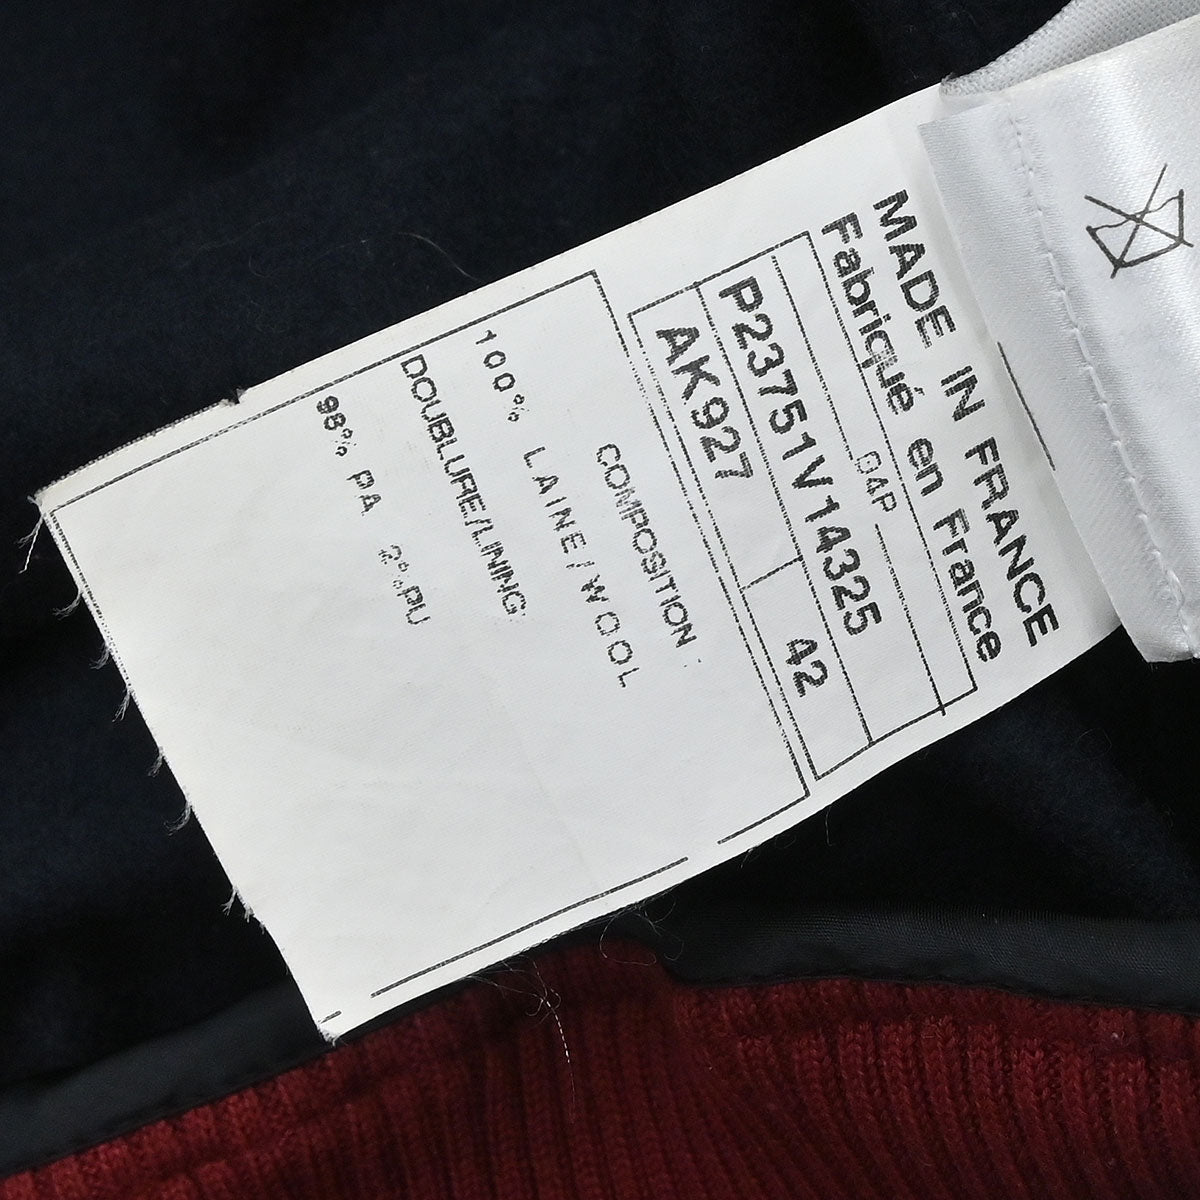 MADE IN FRANCE
Fabriqué en France
04P
P23751V14325
AK927 42
COMPOSITION :
100% LAINE/WOOL
DOUBLURE/LINING
98% PA 2%PU